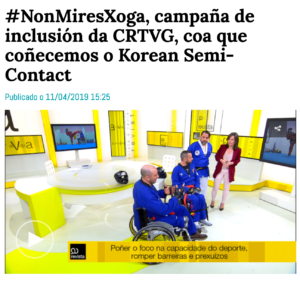 #NonMiresXoga, campaña de
inclusión da CRTVG, coa que
coñecemos o Korean Semi-
Contact
Publicado o 11/04/2019 15:25
revista
Poñer o foco na capacidade do deporte,
romper barreiras e prexuízos